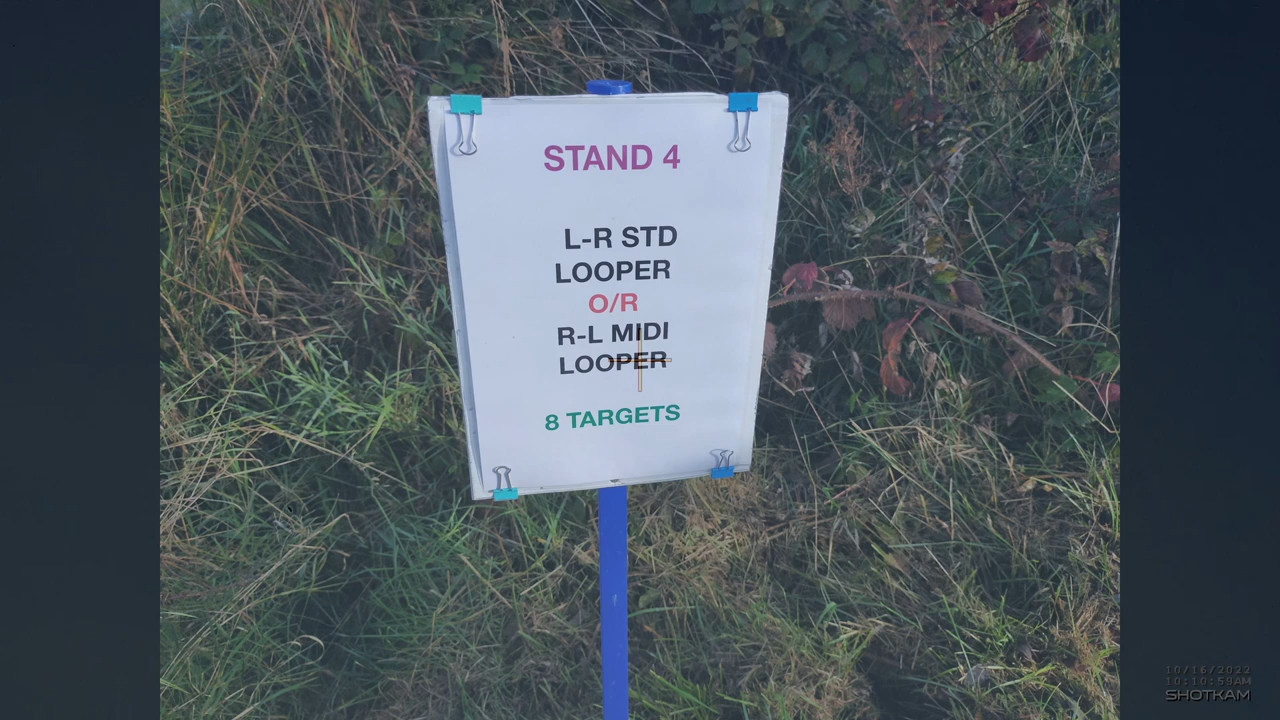 STAND 4
L-R STD
LOOPER
O/R
R-L MIDI
LOOPER
8 TARGETS
10/16/2022
10:10:59AM
SHOTKAM